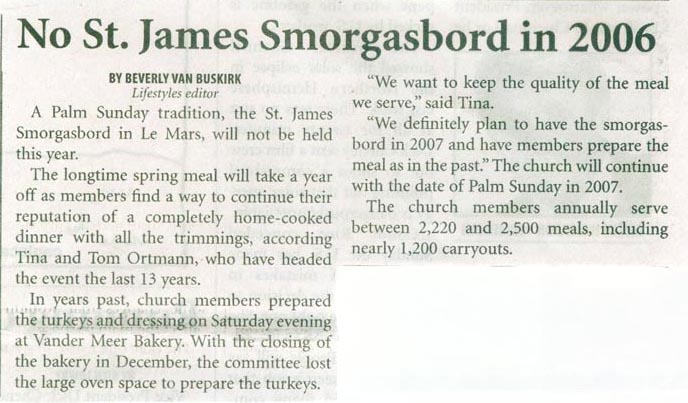 No St. James Smorgasbord in 2006
BY BEVERLY VAN BUSKIRK
Lifestyles editor
A Palm Sunday tradition, the St. James
Smorgasbord in Le Mars, will not be held
this year.
The longtime spring meal will take a year
off as members find a way to continue their
reputation of a completely home-cooked
dinner with all the trimmings, according
Tina and Tom Ortmann, who have headed
the event the last 13 years.
In years past, church members prepared
the turkeys and dressing on Saturday evening
at Vander Meer Bakery. With the closing of
the bakery in December, the committee lost
the large oven space to prepare the turkeys.
"We want to keep the quality of the meal
we serve," said Tina.
"We definitely plan to have the smorgas-
bord in 2007 and have members prepare the
meal as in the past." The church will continue
with the date of Palm Sunday in 2007.
The church members annually serve
between 2,220 and 2,500 meals, including
nearly 1,200 carryouts.